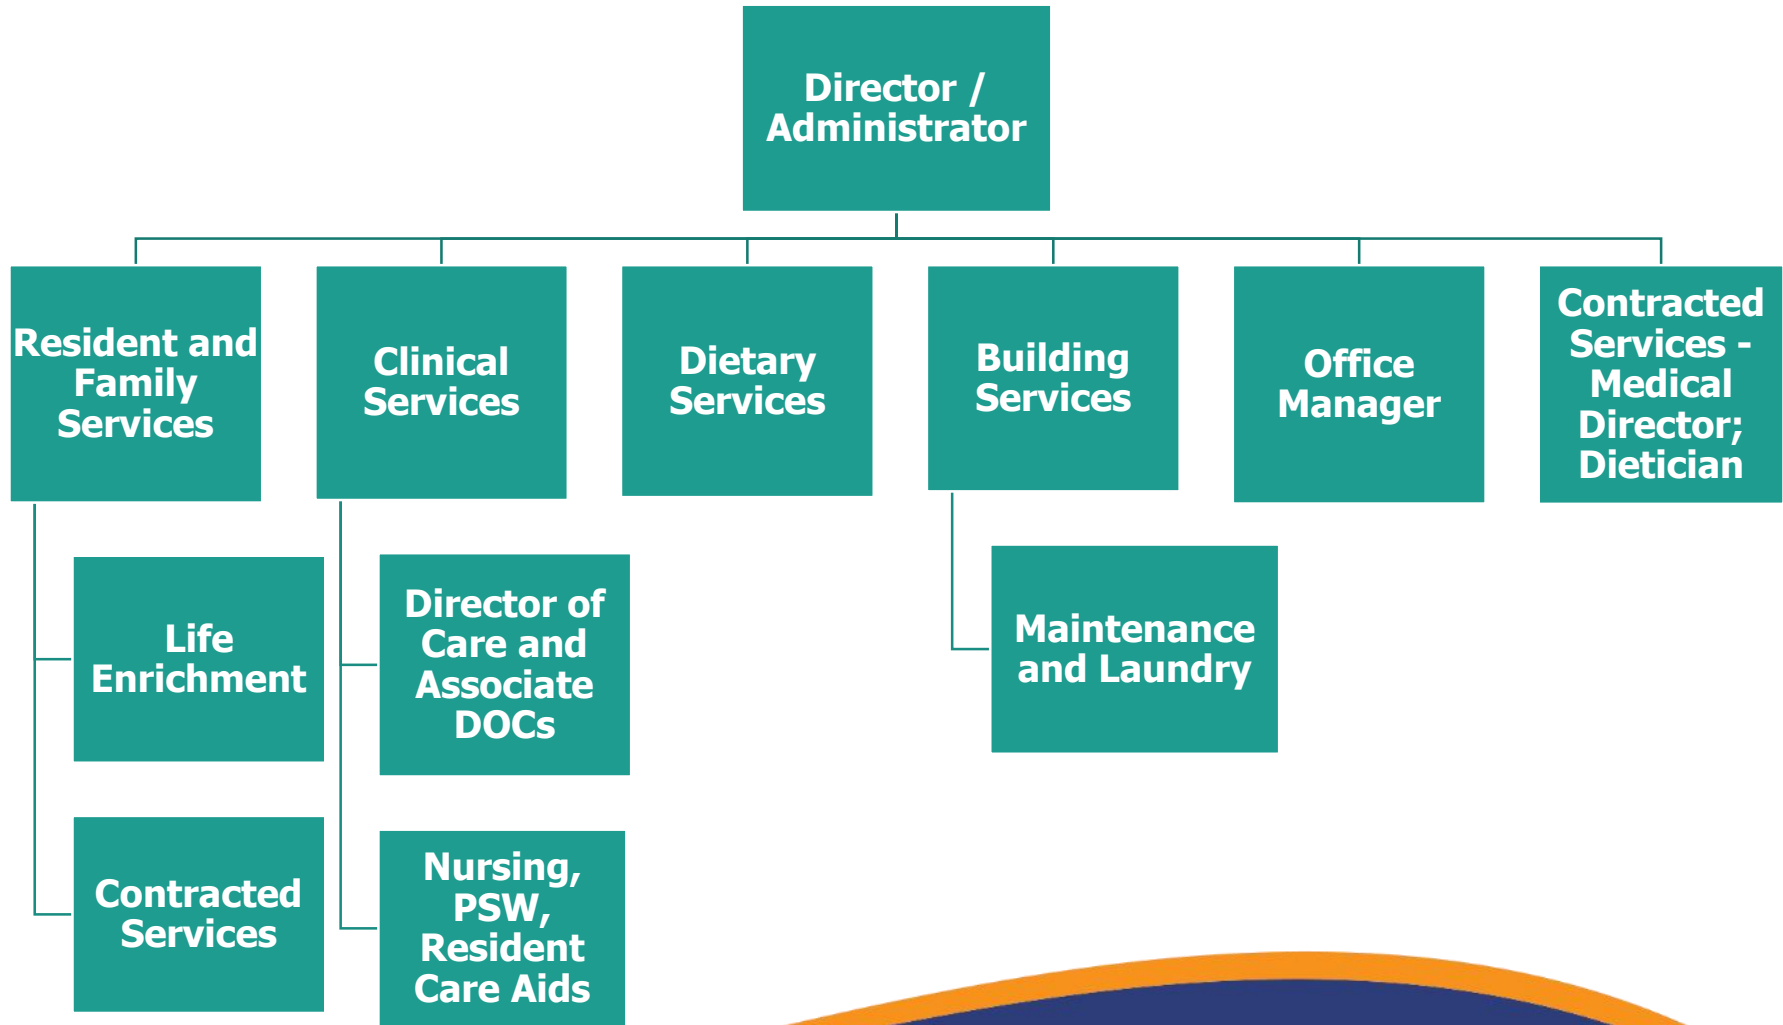 Director /
Administrator
Resident and
Family
Services
Clinical
Services
Dietary
Services
Building
Services
Office
Manager
Contracted
Services -
Medical
Director;
Dietician
Life
Enrichment
Director of
Care and
Associate
DOCs
Maintenance
and Laundry
Contracted
Services
Nursing,
PSW,
Resident
Care Aids